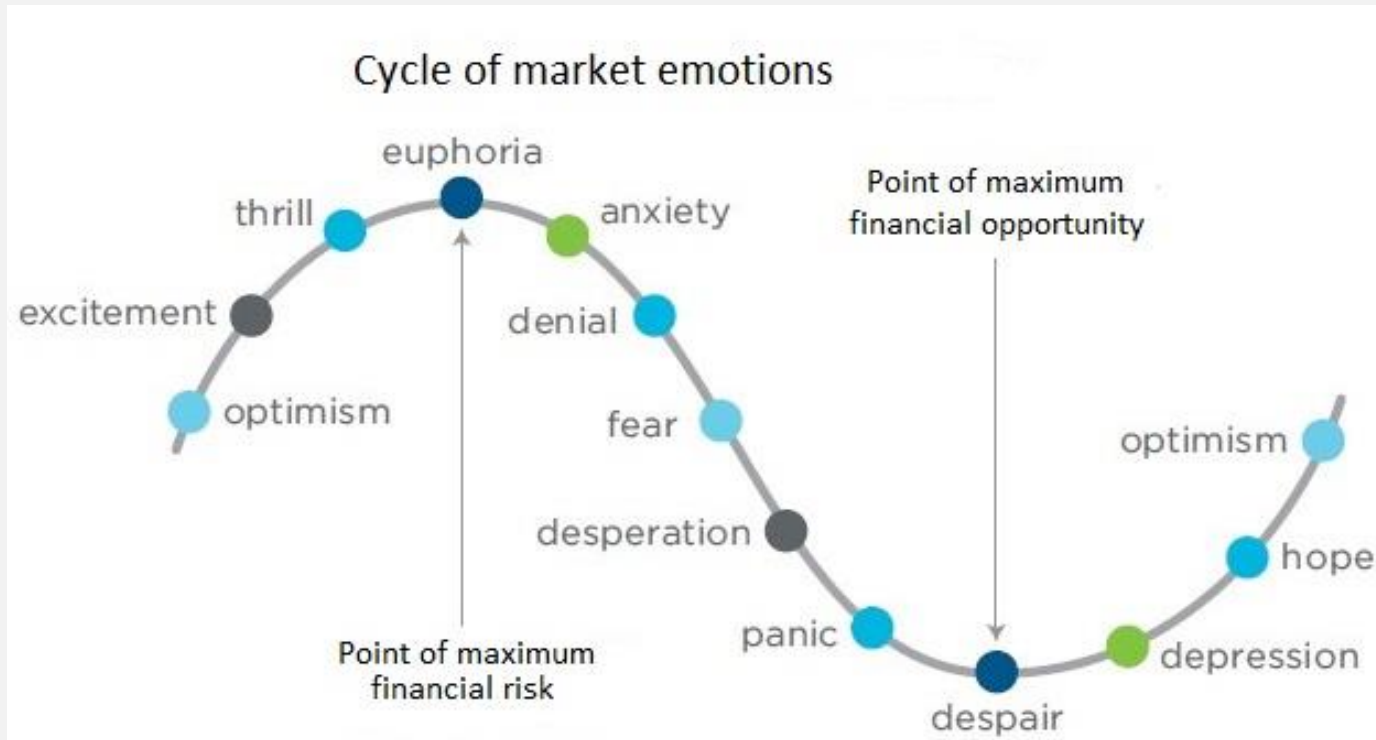 Cycle of market emotions
euphoria
thrill
anxiety
excitement
denial
optimism
fear
desperation
panic
despair
depression
hope
optimism
Point of maximum
financial risk
Point of maximum
financial opportunity